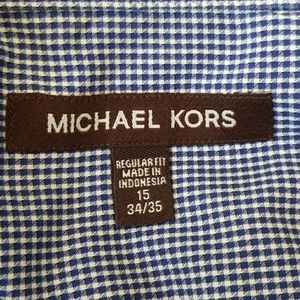 MICHAEL KORS
REGULAR FIT
MADE IN
INDONESIA
15
34/35